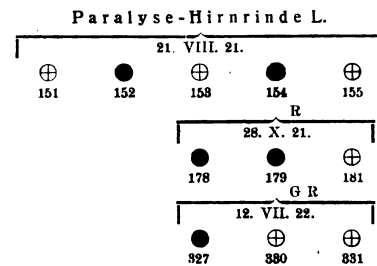 Paralyse-Hirnrinde L.
21. VIII. 21.
151 152 153 154 155
R
28. X. 21.
178 179 181
G R
12. VII. 22.
327 330 331